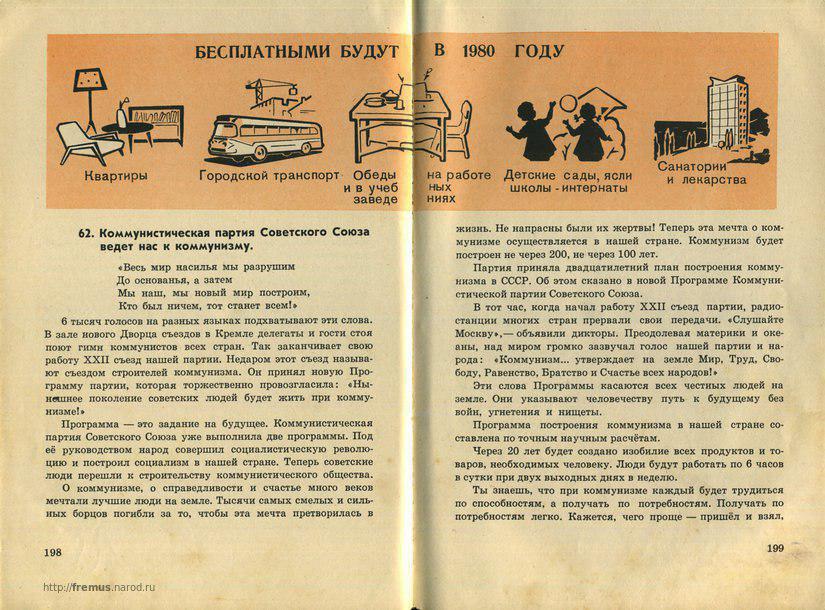 БЕСПЛАТНЫМИ БУДУТ В 1980 ГОДУ
Квартиры
Городской транспорт
Обеды на работе
и в учеб ных
заведе ниях
Детские сады, ясли
школы - интернаты
Санатории
и лекарства
62. Коммунистическая партия Советского Союза
ведет нас к коммунизму.
«Весь мир насилья мы разрушим
До основанья, а затем
Мы наш, мы новый мир построим,
Кто был ничем, тот станет всем!»
6 тысяч голосов на разных языках подхватывают эти слова.
В зале нового Дворца съездов в Кремле делегаты и гости стоя
поют гимн коммунистов всех стран. Так заканчивает свою
работу XXII съезд нашей партии. Недаром этот съезд называ-
ют съездом строителей коммунизма. Он принял новую Про-
грамму партии, которая торжественно провозгласила: «Ны-
нешнее поколение советских людей будет жить при комму-
низме!»
Программа — это задание на будущее. Коммунистическая
партия Советского Союза уже выполнила две программы. Под
её руководством народ совершил социалистическую револю-
цию и построил социализм в нашей стране. Теперь советские
люди перешли к строительству коммунистического общества.
О коммунизме, о справедливости и счастье много веков
мечтали лучшие люди на земле. Тысячи самых смелых и силь-
ных борцов погибли за то, чтобы эта мечта претворилась в
198
http://fremus.narod.ru
жизнь. Не напрасны были их жертвы! Теперь эта мечта о ком-
мунизме осуществляется в нашей стране. Коммунизм будет
построен не через 200, не через 100 лет.
Партия приняла двадцатилетний план построения комму-
низма в СССР. Об этом сказано в новой Программе Коммуни-
стической партии Советского Союза.
В тот час, когда начал работу XXII съезд партии, радио-
станции многих стран прервали свои передачи. «Слушайте
Москву»,— объявили дикторы. Преодолевая материки и оке-
аны, над миром громко зазвучал голос нашей партии и на-
рода: «Коммунизм... утверждает на земле Мир, Труд, Сво-
боду, Равенство, Братство и Счастье всех народов!»
Эти слова Программы касаются всех честных людей на
земле. Они указывают человечеству путь к будущему без
войн, угнетения и нищеты.
Программа построения коммунизма в нашей стране со-
ставлена по точным научным расчётам.
Через 20 лет будет создано изобилие всех продуктов и то-
варов, необходимых человеку. Люди будут работать по 6 часов
в сутки при двух выходных днях в неделю.
Ты знаешь, что при коммунизме каждый будет трудиться
по способностям, а получать по потребностям. Получать по
потребностям легко. Кажется, чего проще — пришёл и взял,
199